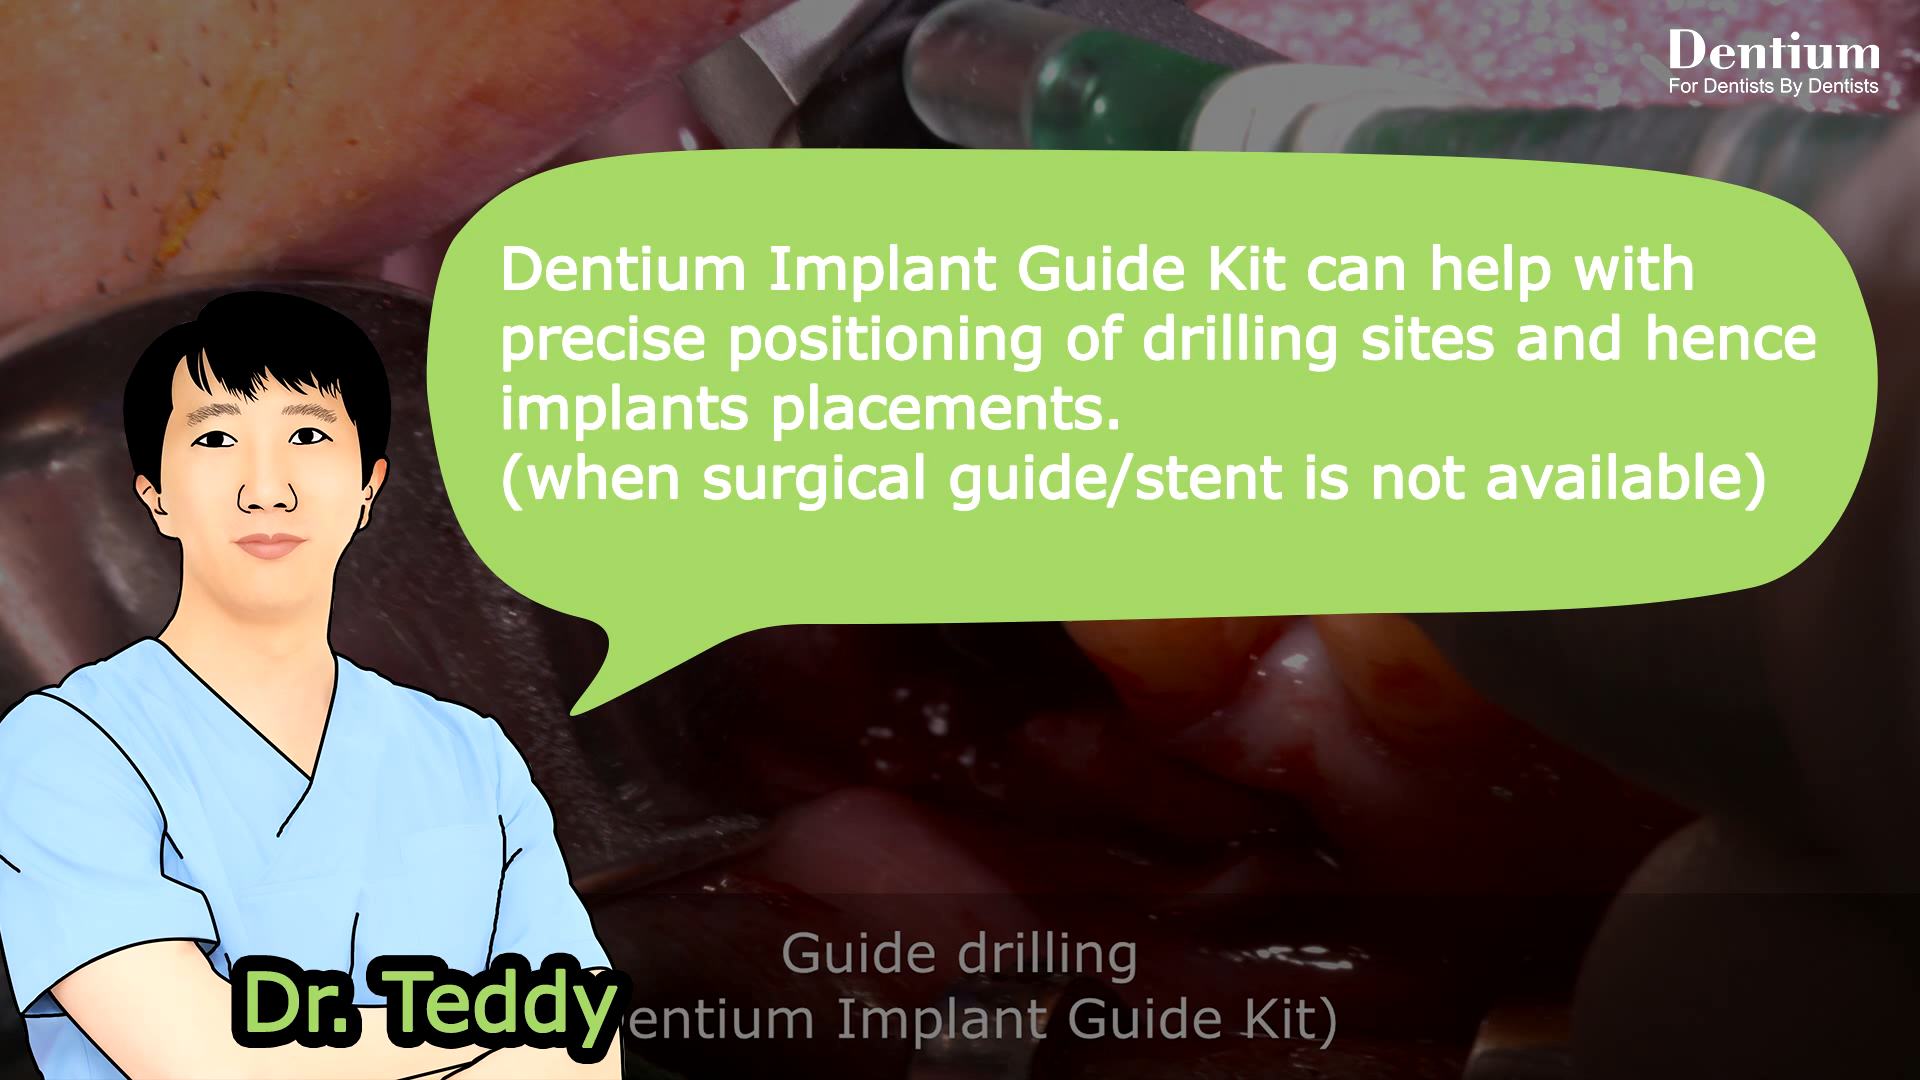 Dentium
For Dentists By Dentists
Dentium Implant Guide Kit can help with
precise positioning of drilling sites and hence
implants placements.
(when surgical guide/stent is not available)
Guide drilling
entium Implant Guide Kit)
Dr. Teddy